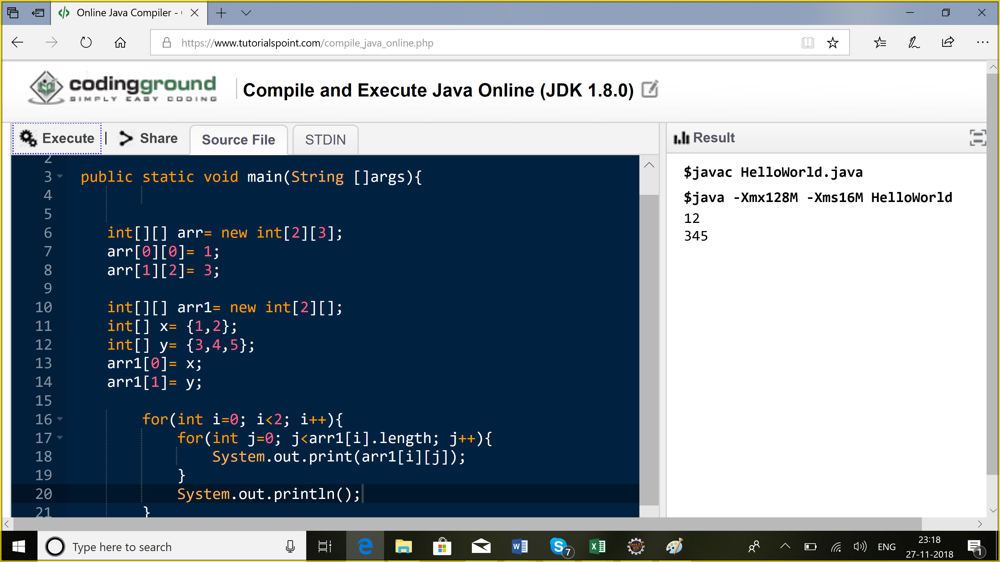 Online Java Compiler -
https://www.tutorialspoint.com/compile_java_online.php
codingground
SIMPLY EASY CODING
Compile and Execute Java Online (JDK 1.8.0)
Execute | Share Source File STDIN
Result
2
3 public static void main(String []args){
4
5
6 int[][] arr= new int[2][3];
7 arr[0][0]= 1;
8 arr[1][2]= 3;
9
10 int[][] arr1= new int[2][];
11 int[] x= {1,2};
12 int[] y= {3,4,5};
13 arr1[0]= x;
14 arr1[1]= y;
15
16 for(int i=0; i<2; i++){
17 for(int j=0; j<arr1[i].length; j++){
18 System.out.print(arr1[i][j]);
19 }
20 System.out.println();
21 }
$javac HelloWorld.java
$java -Xmx128M -Xms16M HelloWorld
12
345
Type here to search
W
S 7
X
Java EE
IDE
ENG
23:18
27-11-2018
1